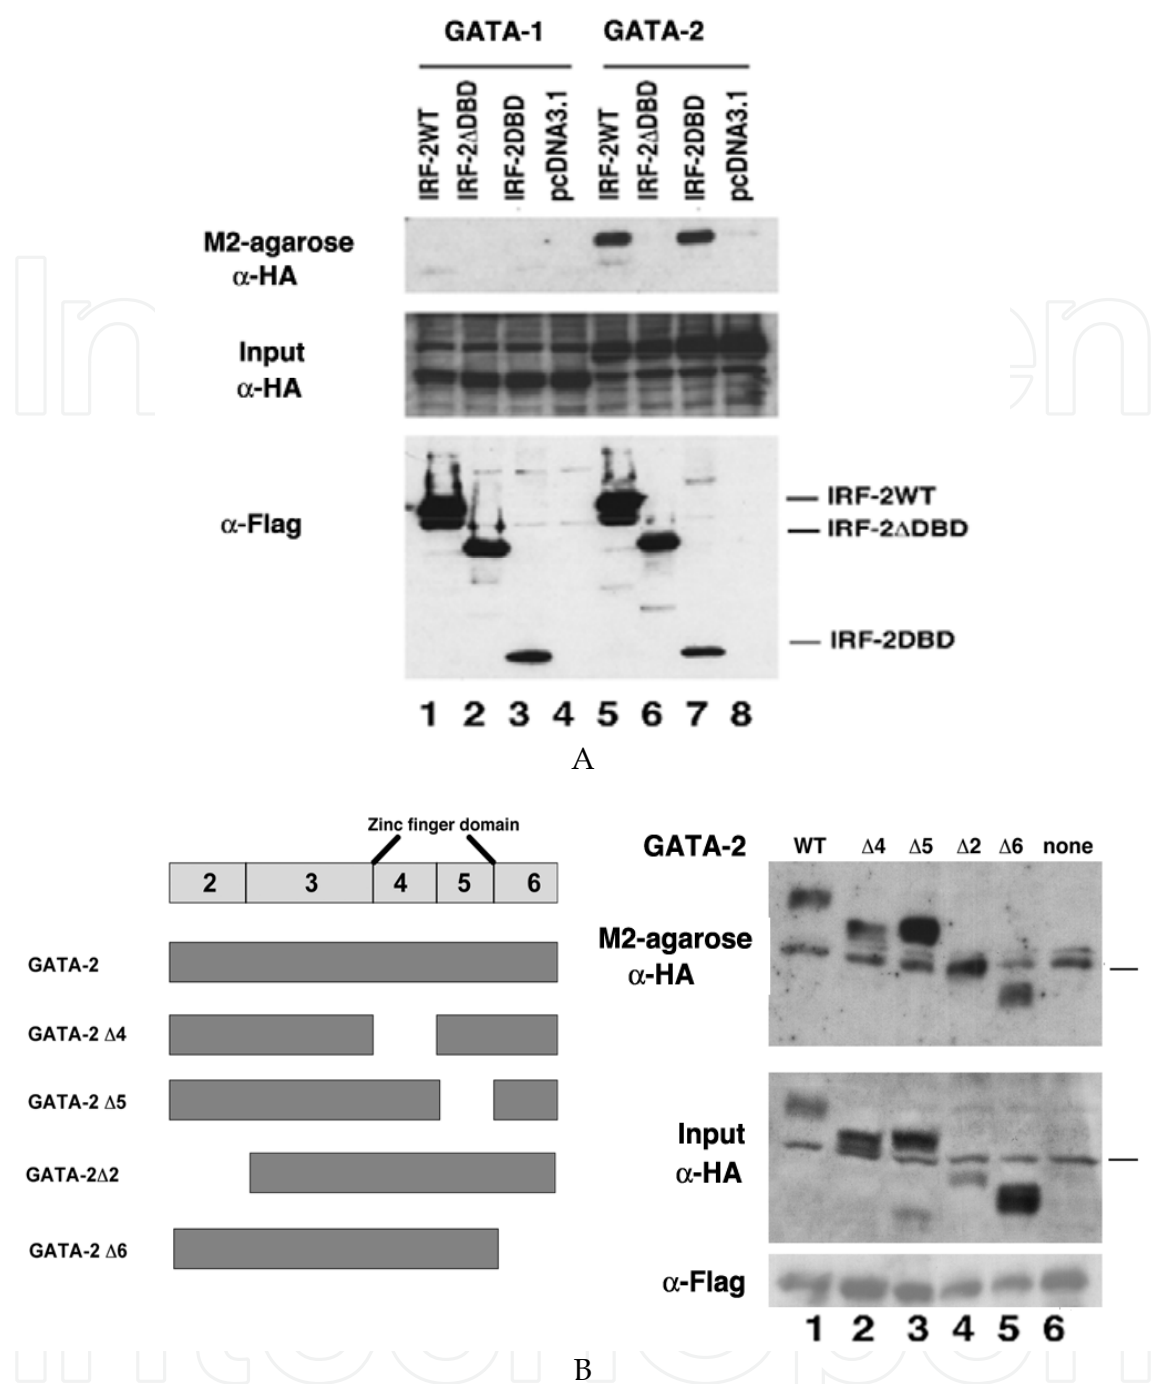 GATA-1 GATA-2
IRF-2WT
IRF-2ΔDBD
IRF-2DBD
pcDNA3.1
IRF-2WT
IRF-2ΔDBD
IRF-2DBD
pcDNA3.1
M2-agarose
α-HA
Input
α-HA
α-Flag
IRF-2WT
IRF-2ΔDBD
IRF-2DBD
1 2 3 4 5 6 7 8
A
Zinc finger domain
2 3 4 5 6
GATA-2
GATA-2 Δ4
GATA-2 Δ5
GATA-2Δ2
GATA-2 Δ6
GATA-2 WT Δ4 Δ5 Δ2 Δ6 none
M2-agarose
α-HA
Input
α-HA
α-Flag
1 2 3 4 5 6
B